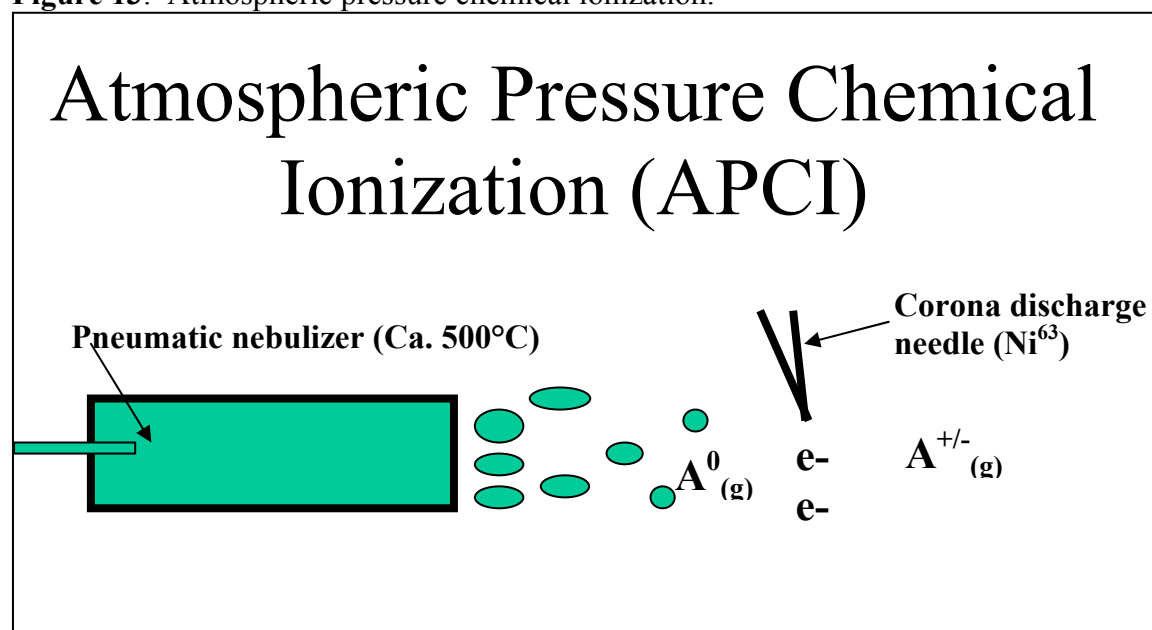 Figure 13. Atmospheric pressure chemical ionization.
Atmospheric Pressure Chemical
Ionization (APCI)
Corona discharge
needle (Ni⁶³)
Pneumatic nebulizer (Ca. 500°C)
A⁰(g)
e-
e-
A⁺/⁻(g)